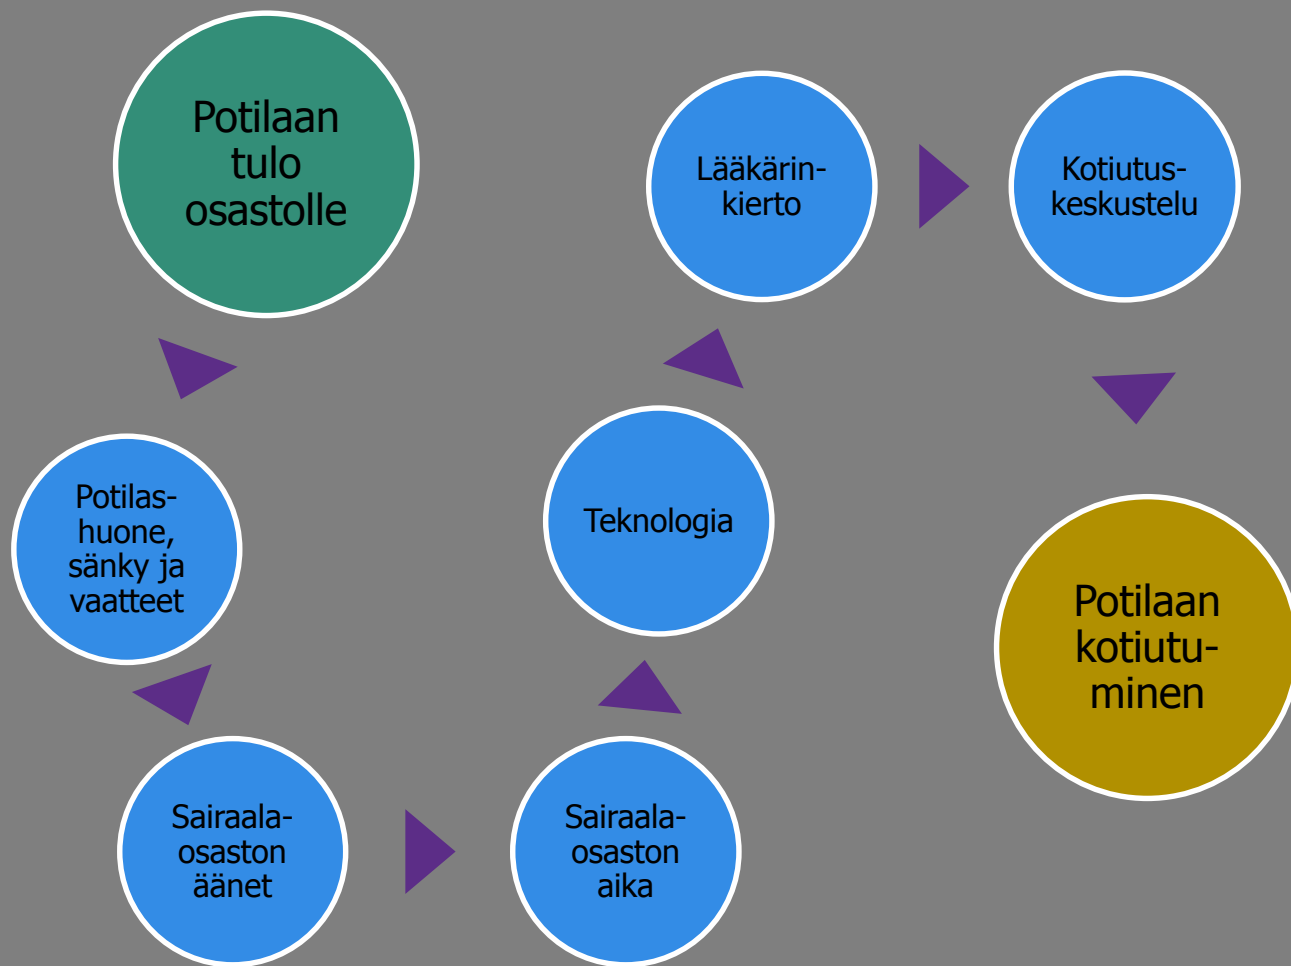 Potilaan
tulo
osastolle
Potilas-
huone,
sänky ja
vaatteet
Sairaala-
osaston
äänet
Sairaala-
osaston
aika
Teknologia
Lääkärin-
kierto
Kotiutus-
keskustelu
Potilaan
kotiutu-
minen